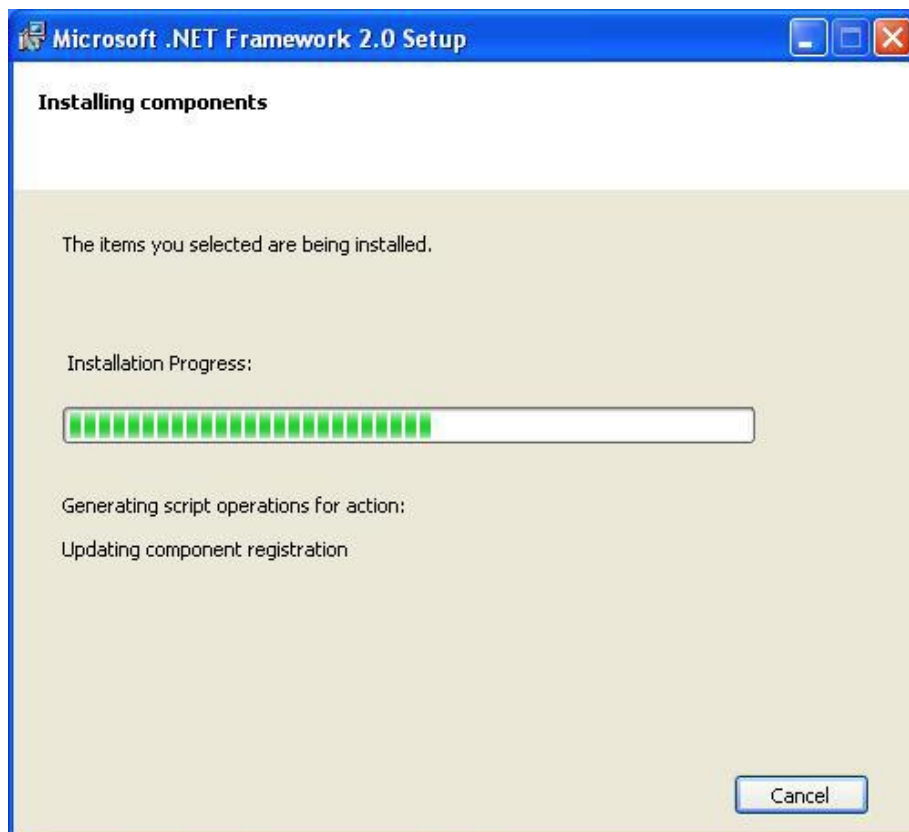 Microsoft .NET Framework 2.0 Setup
Installing components
The items you selected are being installed.
Installation Progress:
Generating script operations for action:
Updating component registration
Cancel